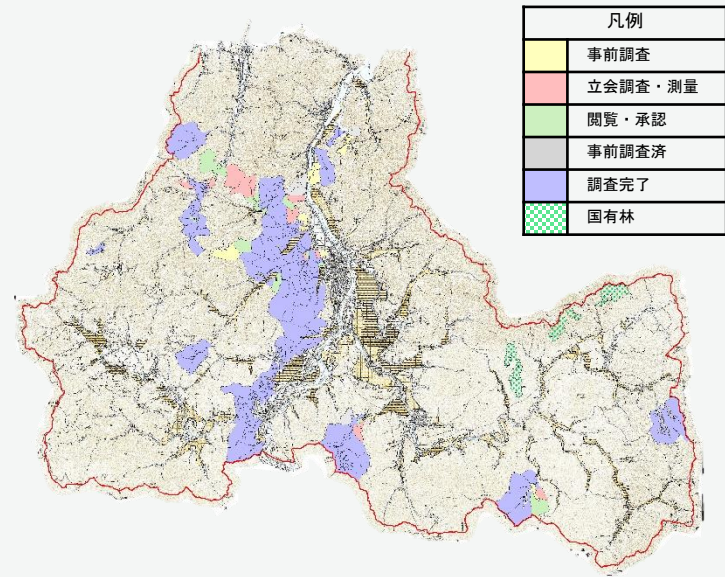 凡例
事前調査
立会調査・測量
閲覧・承認
事前調査済
調査完了
国有林